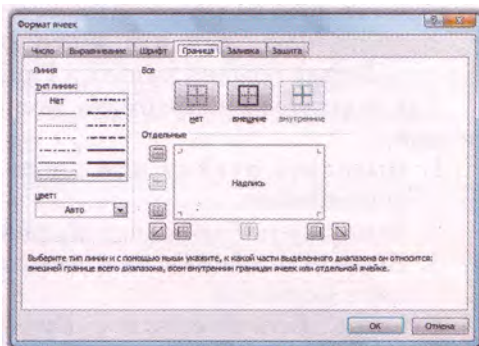 Формат ячеек
Число Выравнивание Шрифт Граница Заливка Защита
Линия
Все
Тип линии:
Нет
нет внешние внутренние
Отдельные
Надпись
цвет:
Авто
Выберите тип линии и с помощью мыши укажите, к какой части выделенного диапазона он относится:
внешней границе всего диапазона, всем внутренним границам ячеек или отдельной ячейке.
ОК Отмена